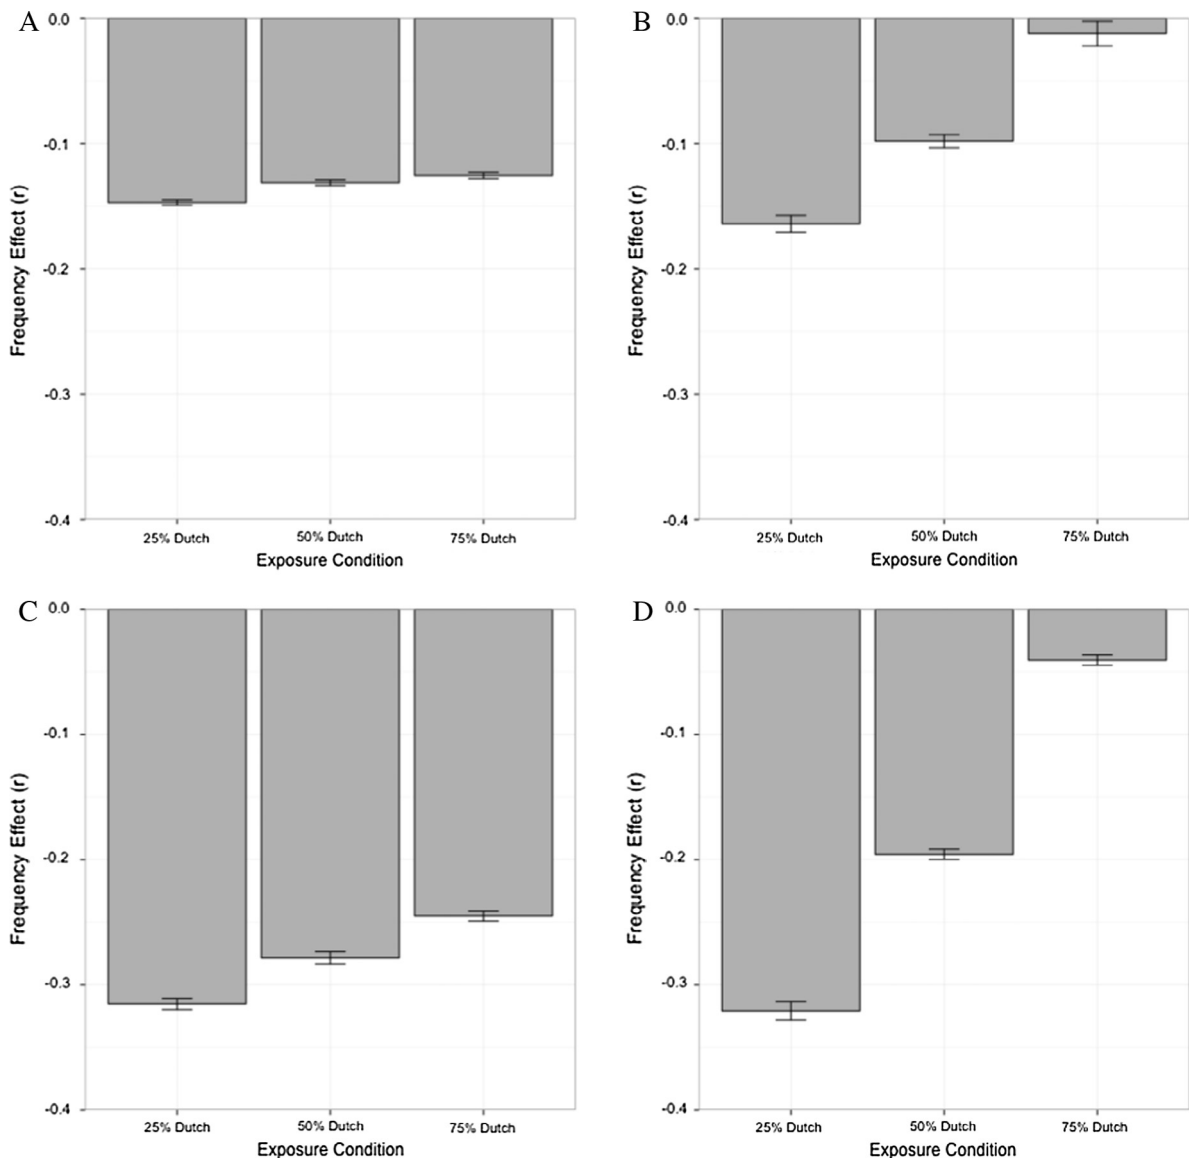 A
0.0
-0.1
-0.2
-0.3
-0.4
Frequency Effect (r)
25% Dutch 50% Dutch 75% Dutch
Exposure Condition
B
0.0
-0.1
-0.2
-0.3
-0.4
Frequency Effect (r)
25% Dutch 50% Dutch 75% Dutch
Exposure Condition
C
0.0
-0.1
-0.2
-0.3
-0.4
Frequency Effect (r)
25% Dutch 50% Dutch 75% Dutch
Exposure Condition
D
0.0
-0.1
-0.2
-0.3
-0.4
Frequency Effect (r)
25% Dutch 50% Dutch 75% Dutch
Exposure Condition